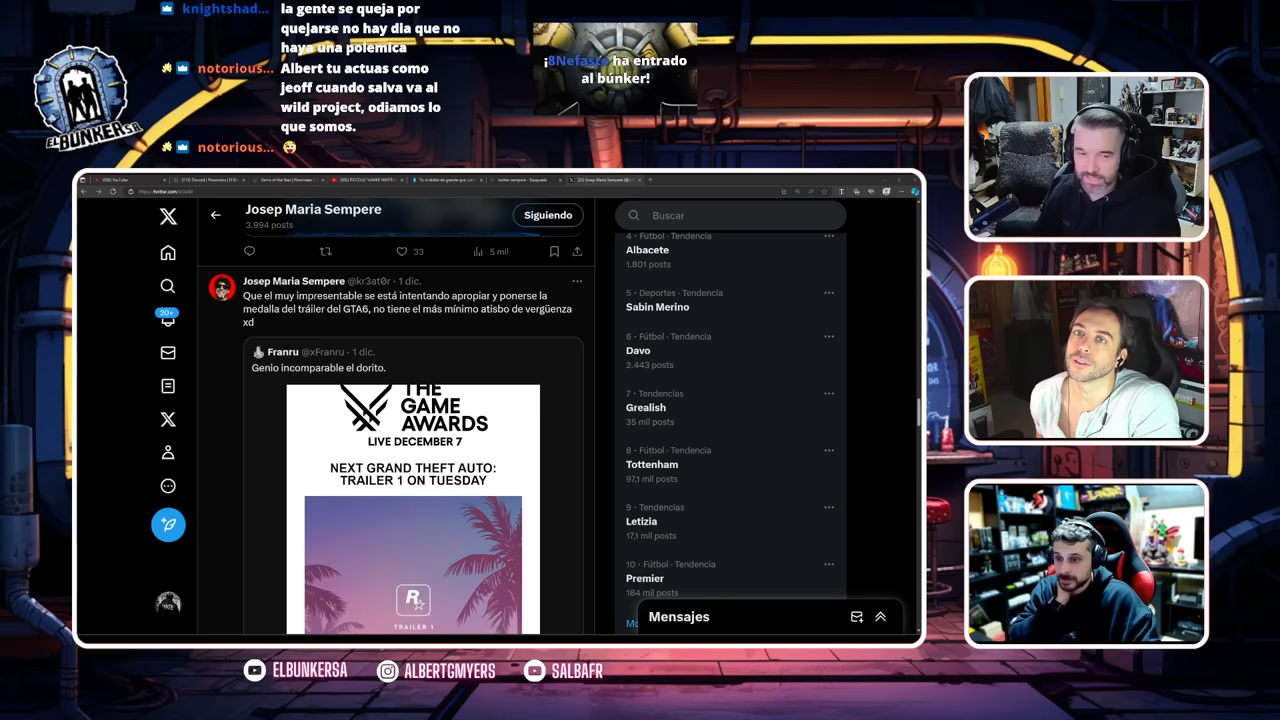 knightshad...
la gente se queja por
quejarse no hay dia que no
haya una polemica
notorious...
Albert tu actuas como
Jeoff cuando salva va al
wild project, odiamos lo
que somos.
notorious...
¡8Nefasto ha entrado
al bunker!
ELBUNKERSA
Josep Maria Sempere
3.994 posts
Siguiendo
Buscar
33
5 mil
Josep Maria Sempere @kr3at0r · 1 dic.
Que el muy impresentable se está intentando apropiar y ponerse la
medalla del tráiler del GTA6, no tiene el más mínimo atisbo de vergüenza
xd
Franru @xFranru · 1 dic.
Genio incomparable el dorito.
THE
GAME
AWARDS
LIVE DECEMBER 7
NEXT GRAND THEFT AUTO:
TRAILER 1 ON TUESDAY
R
TRAILER 1
20+
4 · Fútbol · Tendencia
Albacete
1.801 posts
5 · Deportes · Tendencia
Sabin Merino
6 · Fútbol · Tendencia
Davo
2.443 posts
7 · Tendencias
Grealish
35 mil posts
8 · Fútbol · Tendencia
Tottenham
97,1 mil posts
9 · Tendencias
Letizia
17,1 mil posts
10 · Fútbol · Tendencia
Premier
184 mil posts
Mo
Mensajes
ELBUNKERSA
ALBERTGMYERS
SALBAFR